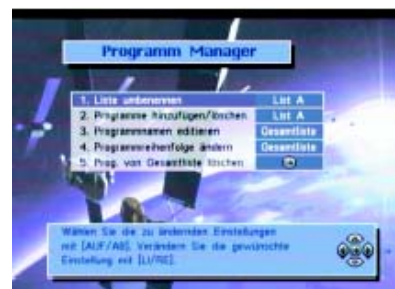 Programm Manager
1. Liste umbenennen List A
2. Programme hinzufügen/löschen List A
3. Programmnamen editieren Gesamtliste
4. Programmreihenfolge ändern Gesamtliste
5. Prog. von Gesamtliste löschen
Wählen Sie die zu ändernden Einstellungen
mit [AUF/AB]. Verändern Sie die gewünschte
Einstellung mit [LI/RE].